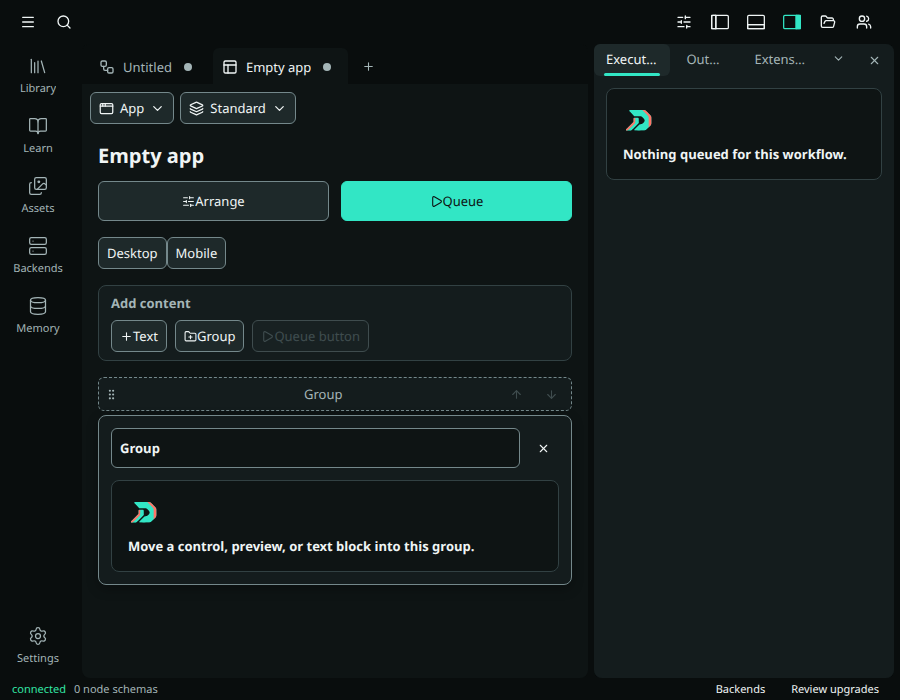 Library
Learn
Assets
Backends
Memory
Settings
Untitled
Empty app
App
Standard
Empty app
Arrange
Queue
Desktop
Mobile
Add content
Text
Group
Queue button
Group
Group
Move a control, preview, or text block into this group.
Execut...
Out...
Extens...
Nothing queued for this workflow.
connected
0 node schemas
Backends
Review upgrades